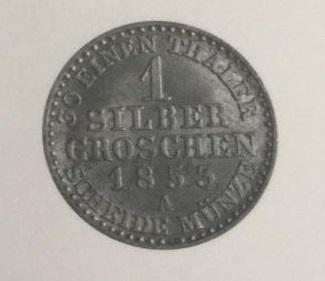 30 EINEN THALER
1
SILBER
GROSCHEN
1853
A
SCHEIDE MÜNZE